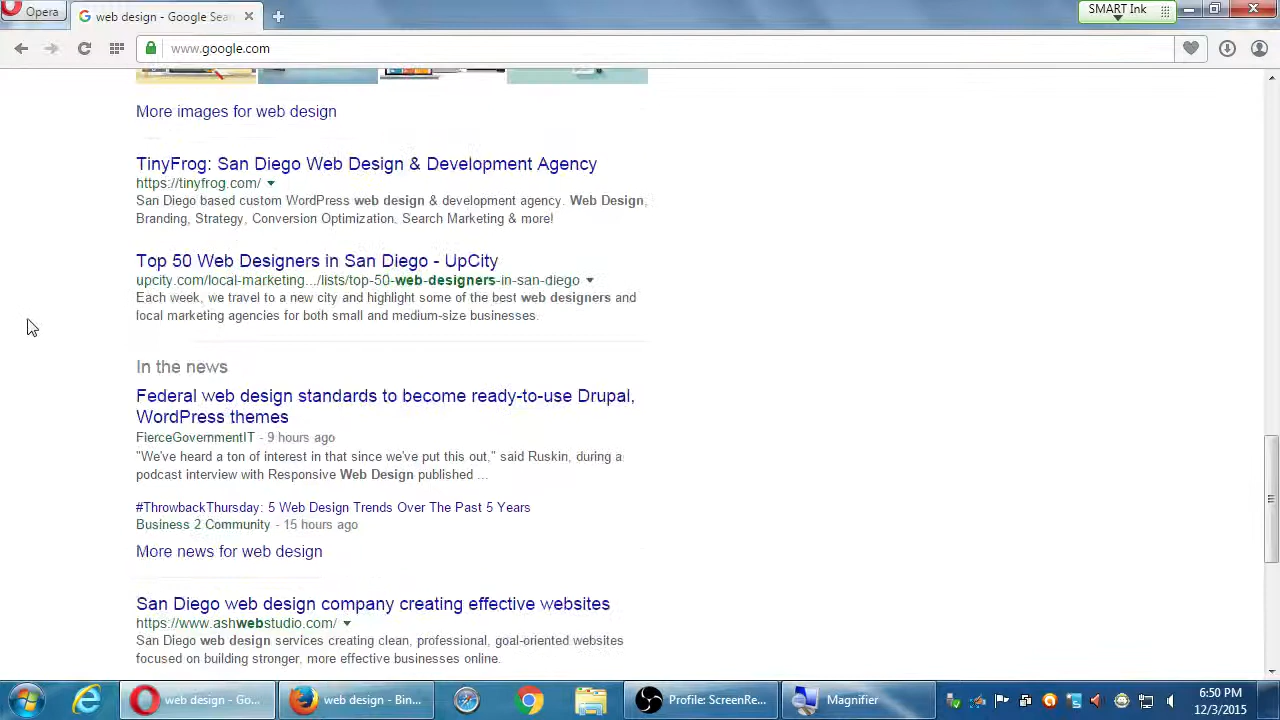 Opera
web design - Google Sea
SMART Ink
www.google.com
More images for web design
TinyFrog: San Diego Web Design & Development Agency
https://tinyfrog.com/
San Diego based custom WordPress web design & development agency. Web Design,
Branding, Strategy, Conversion Optimization. Search Marketing & more!
Top 50 Web Designers in San Diego - UpCity
upcity.com/local-marketing.../lists/top-50-web-designers-in-san-diego
Each week, we travel to a new city and highlight some of the best web designers and
local marketing agencies for both small and medium-size businesses.
In the news
Federal web design standards to become ready-to-use Drupal,
WordPress themes
FierceGovernmentIT - 9 hours ago
"We've heard a ton of interest in that since we've put this out," said Ruskin, during a
podcast interview with Responsive Web Design published ...
#ThrowbackThursday: 5 Web Design Trends Over The Past 5 Years
Business 2 Community - 15 hours ago
More news for web design
San Diego web design company creating effective websites
https://www.ashwebstudio.com/
San Diego web design services creating clean, professional, goal-oriented websites
focused on building stronger, more effective businesses online.
web design - Go...
web design - Bin...
Profile: ScreenRe...
Magnifier
6:50 PM
12/3/2015